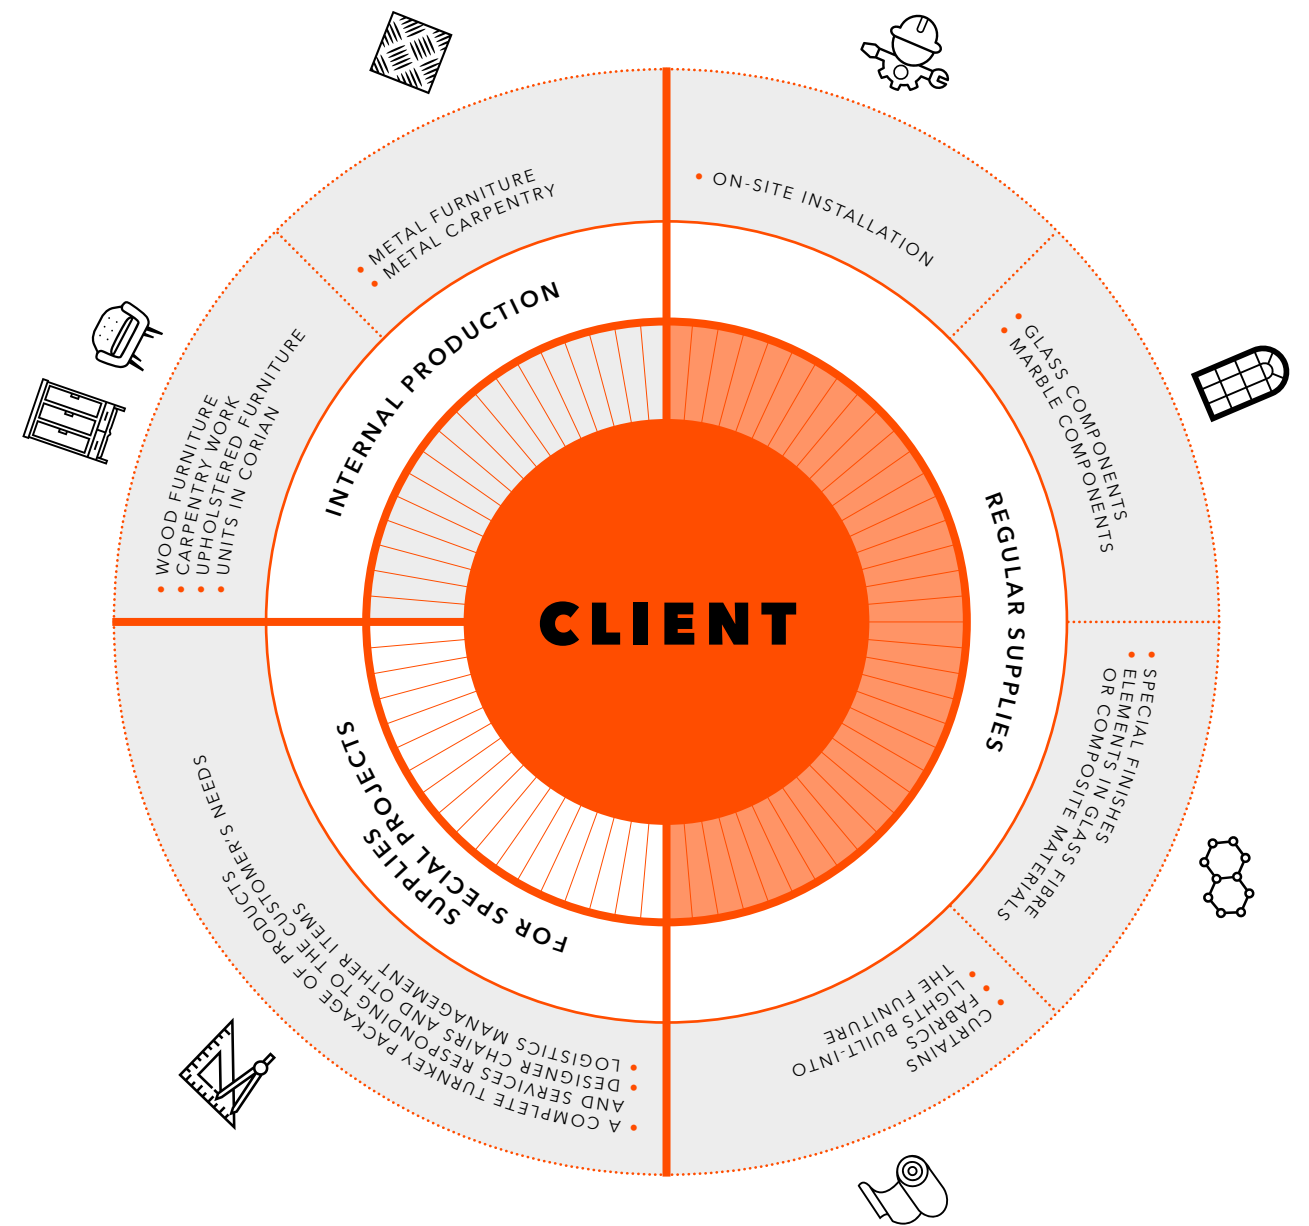 CLIENT
INTERNAL PRODUCTION
METAL FURNITURE
METAL CARPENTRY
WOOD FURNITURE
CARPENTRY WORK
UPHOLSTERED FURNITURE
UNITS IN CORIAN
REGULAR SUPPLIES
ON-SITE INSTALLATION
GLASS COMPONENTS
MARBLE COMPONENTS
SPECIAL FINISHES
ELEMENTS IN GLASS FIBRE
OR COMPOSITE MATERIALS
CURTAINS
FABRICS
LIGHTS BUILT-INTO
THE FUNITURE
SUPPLIES
FOR SPECIAL PROJECTS
A COMPLETE TURNKEY PACKAGE OF PRODUCTS
AND SERVICES RESPONDING TO THE CUSTOMER'S NEEDS
DESIGNER CHAIRS AND OTHER ITEMS
LOGISTICS MANAGEMENT